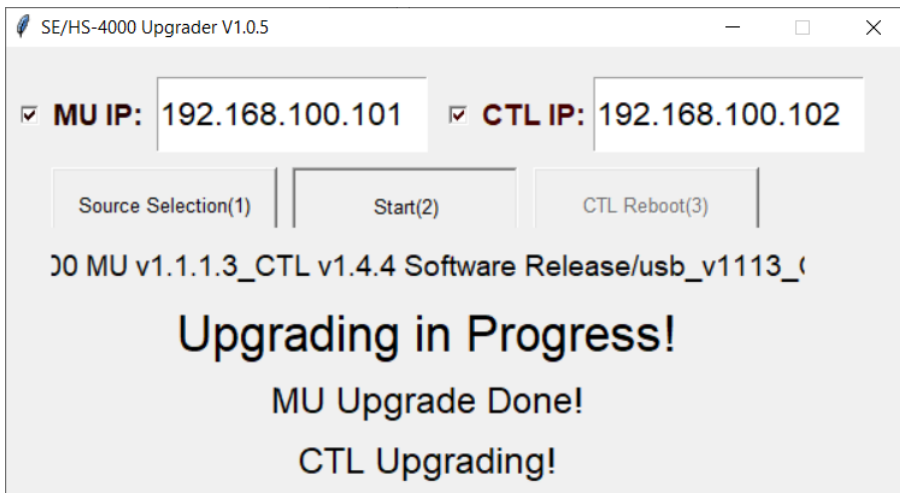 SE/HS-4000 Upgrader V1.0.5
MU IP: 192.168.100.101 CTL IP: 192.168.100.102
Source Selection(1) Start(2) CTL Reboot(3)
00 MU v1.1.1.3_CTL v1.4.4 Software Release/usb_v1113_
Upgrading in Progress!
MU Upgrade Done!
CTL Upgrading!